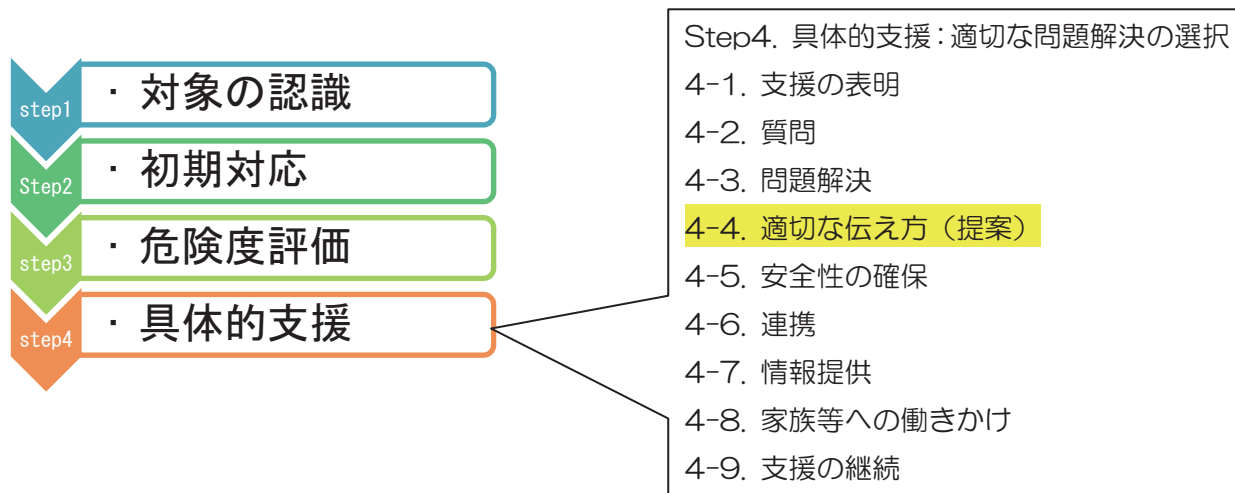 step1
・対象の認識
Step2
・初期対応
step3
・危険度評価
step4
・具体的支援
Step4. 具体的支援：適切な問題解決の選択
4-1. 支援の表明
4-2. 質問
4-3. 問題解決
4-4. 適切な伝え方（提案）
4-5. 安全性の確保
4-6. 連携
4-7. 情報提供
4-8. 家族等への働きかけ
4-9. 支援の継続